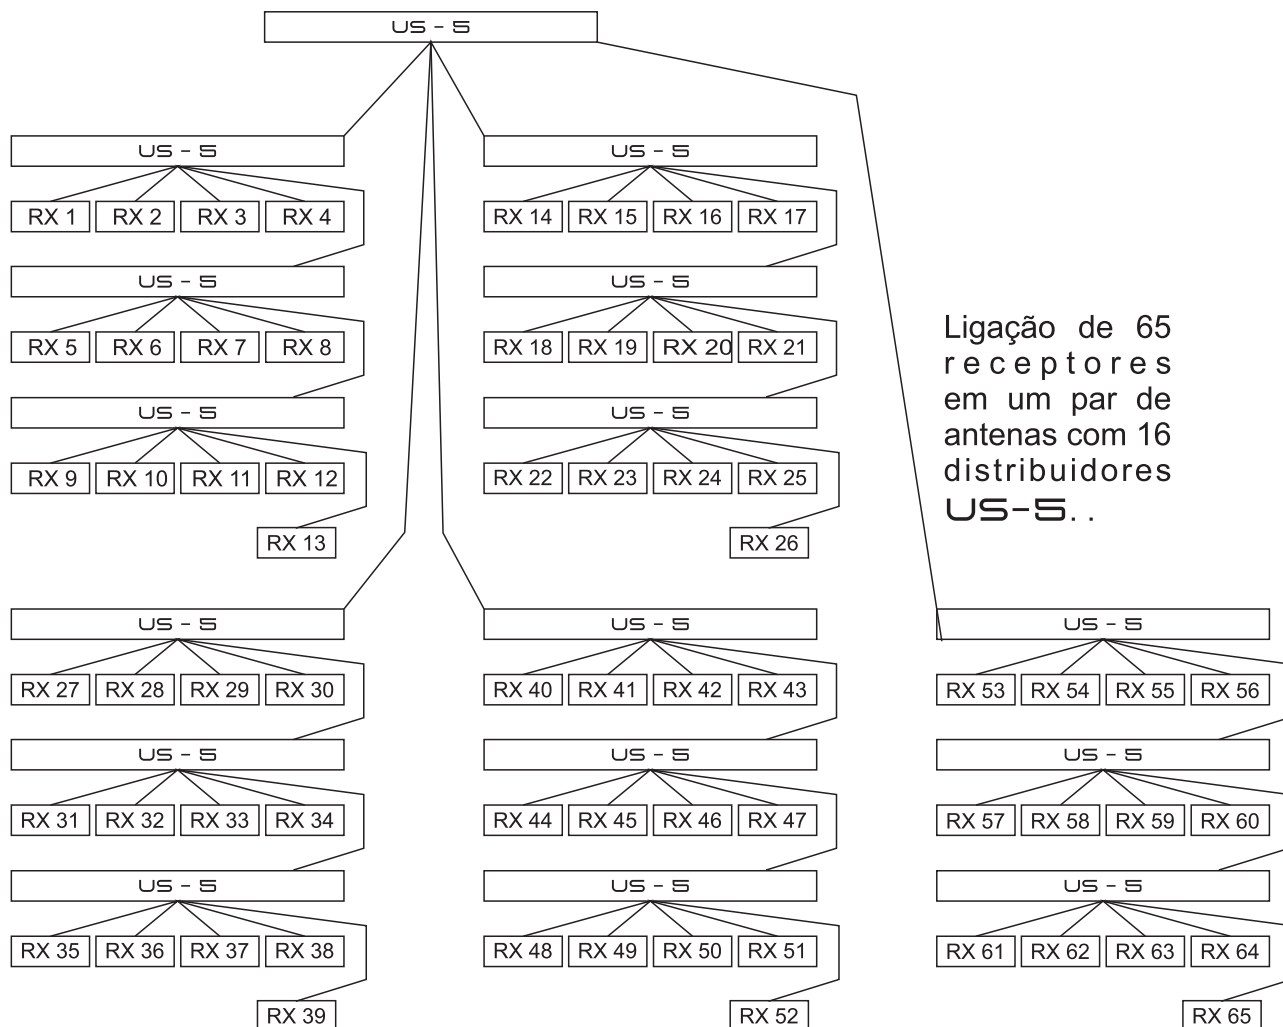 US - 5
US - 5 US - 5
RX 1 RX 2 RX 3 RX 4 RX 14 RX 15 RX 16 RX 17
US - 5 US - 5
RX 5 RX 6 RX 7 RX 8 RX 18 RX 19 RX 20 RX 21
US - 5 US - 5
RX 9 RX 10 RX 11 RX 12 RX 22 RX 23 RX 24 RX 25
RX 13 RX 26
Ligação de 65
receptores
em um par de
antenas com 16
distribuidores
US-5. .
US - 5 US - 5 US - 5
RX 27 RX 28 RX 29 RX 30 RX 40 RX 41 RX 42 RX 43 RX 53 RX 54 RX 55 RX 56
US - 5 US - 5 US - 5
RX 31 RX 32 RX 33 RX 34 RX 44 RX 45 RX 46 RX 47 RX 57 RX 58 RX 59 RX 60
US - 5 US - 5 US - 5
RX 35 RX 36 RX 37 RX 38 RX 48 RX 49 RX 50 RX 51 RX 61 RX 62 RX 63 RX 64
RX 39 RX 52 RX 65